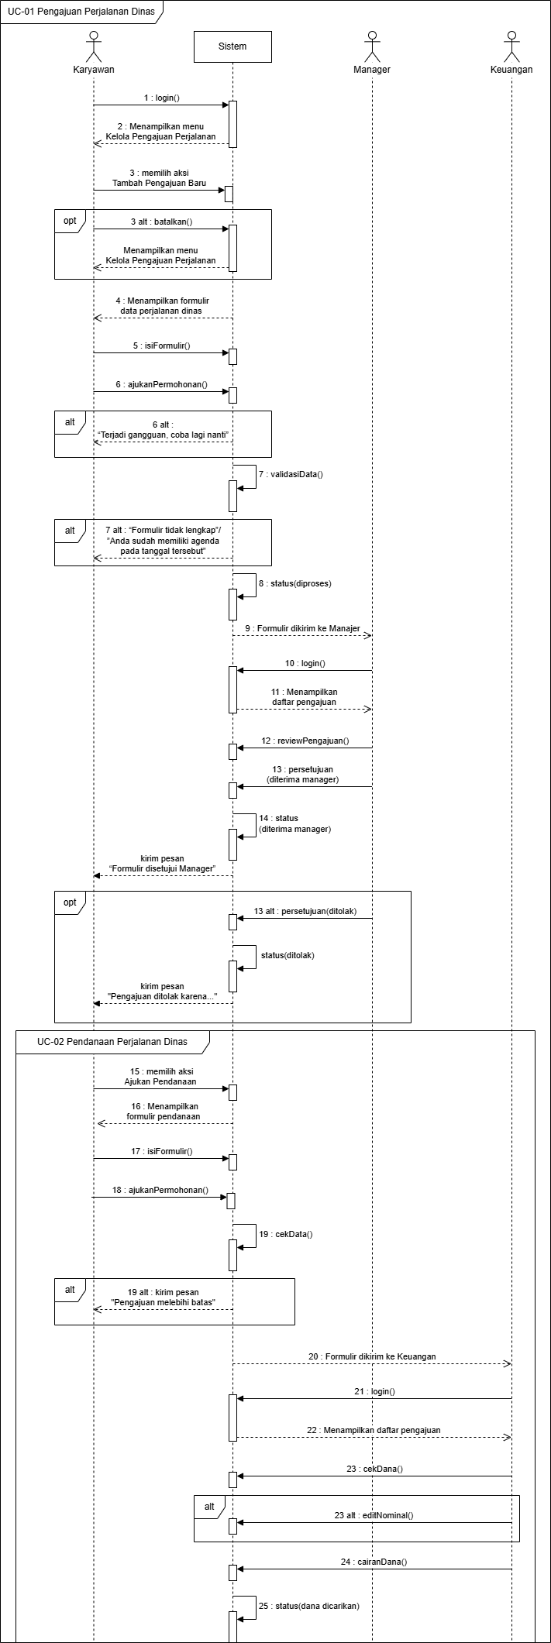 UC-01 Pengajuan Perjalanan Dinas
Karyawan
Sistem
Manager
Keuangan
1 : login()
2 : Menampilkan menu
Kelola Pengajuan Perjalanan
3 : memilih aksi
Tambah Pengajuan Baru
opt
3 alt : batalkan()
Menampilkan menu
Kelola Pengajuan Perjalanan
4 : Menampilkan formulir
data perjalanan dinas
5 : isiFormulir()
6 : ajukanPermohonan()
alt
6 alt :
“Terjadi gangguan, coba lagi nanti”
7 : validasiData()
alt
7 alt : “Formulir tidak lengkap”/
"Anda sudah memiliki agenda
pada tanggal tersebut"
8 : status(diproses)
9 : Formulir dikirim ke Manajer
10 : login()
11 : Menampilkan
daftar pengajuan
12 : reviewPengajuan()
13 : persetujuan
(diterima manager)
14 : status
(diterima manager)
kirim pesan
“Formulir disetujui Manager”
opt
13 alt : persetujuan(ditolak)
status(ditolak)
kirim pesan
"Pengajuan ditolak karena..."
UC-02 Pendanaan Perjalanan Dinas
15 : memilih aksi
Ajukan Pendanaan
16 : Menampilkan
formulir pendanaan
17 : isiFormulir()
18 : ajukanPermohonan()
19 : cekData()
alt
19 alt : kirim pesan
"Pengajuan melebihi batas"
20 : Formulir dikirim ke Keuangan
21 : login()
22 : Menampilkan daftar pengajuan
23 : cekDana()
alt
23 alt : editNominal()
24 : cairanDana()
25 : status(dana dicarikan)